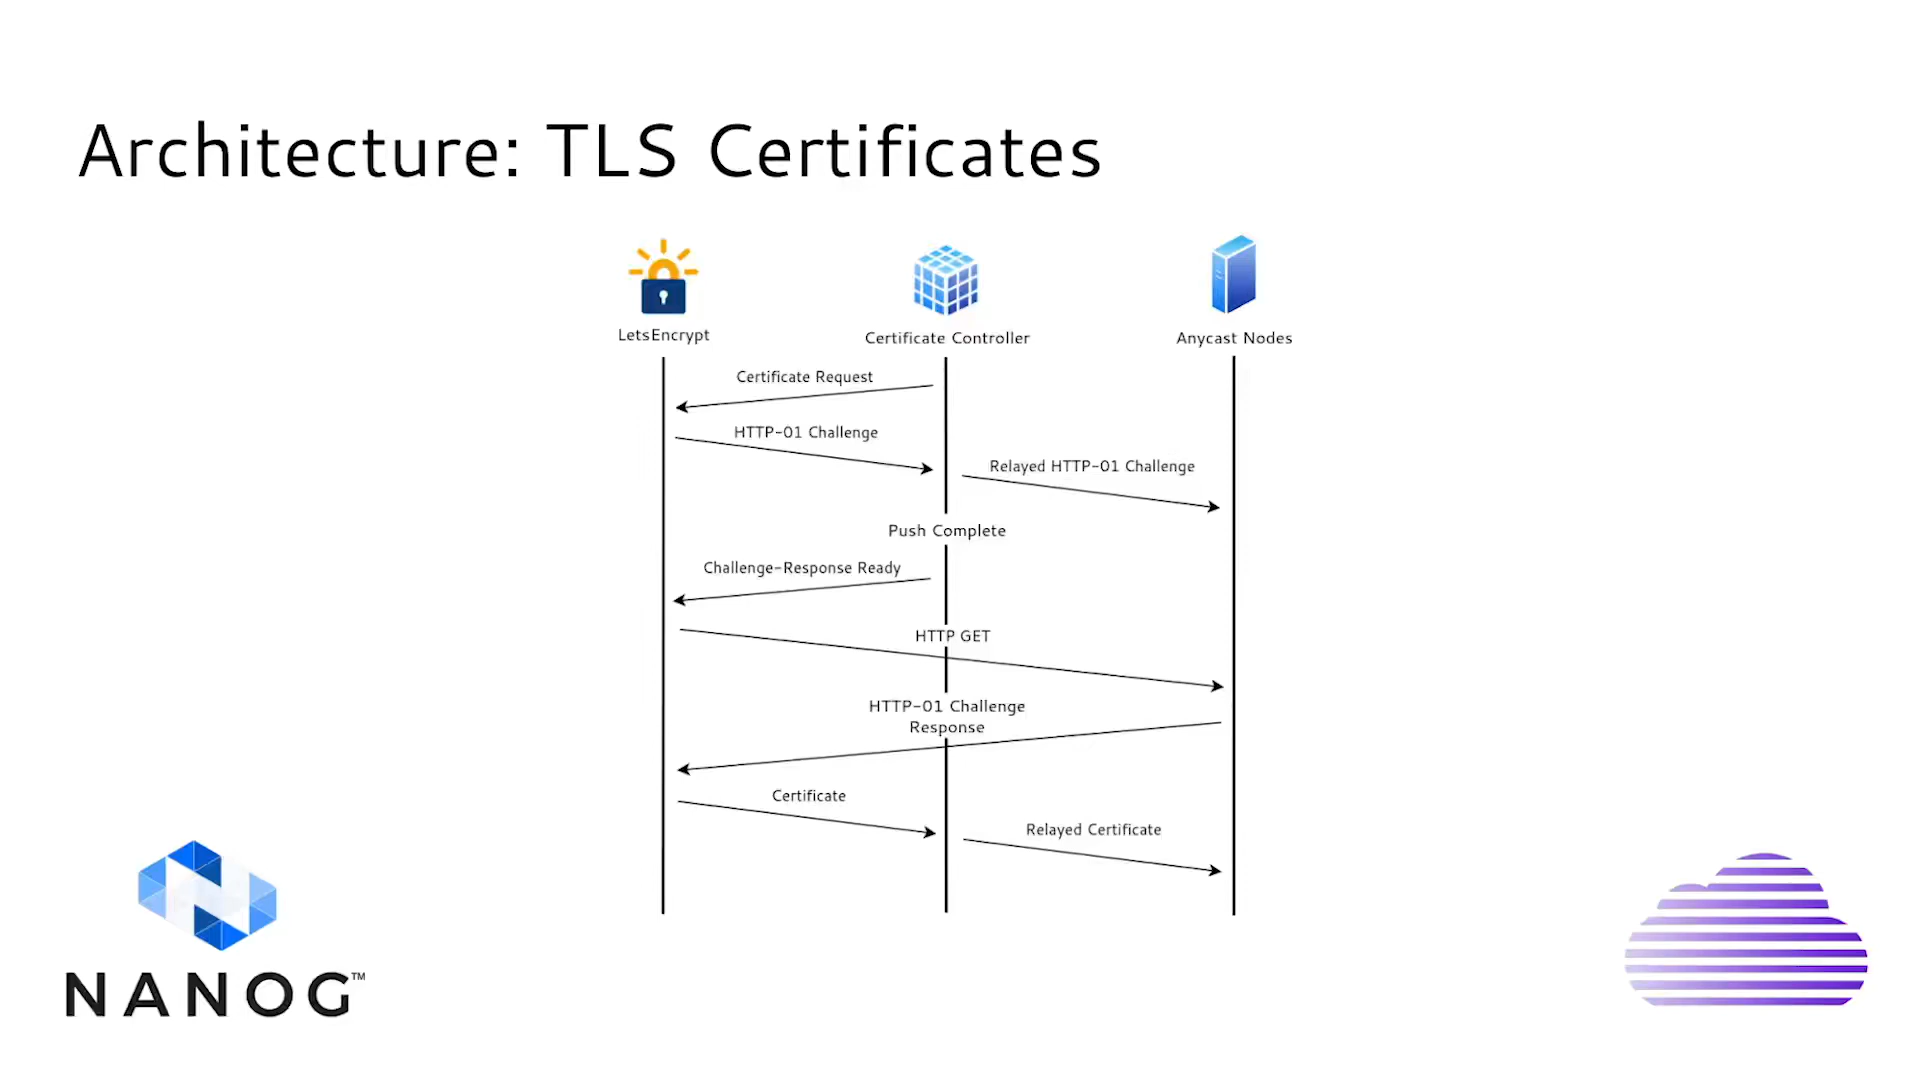 Architecture: TLS Certificates
LetsEncrypt
Certificate Controller
Anycast Nodes
Certificate Request
HTTP-01 Challenge
Relayed HTTP-01 Challenge
Push Complete
Challenge-Response Ready
HTTP GET
HTTP-01 Challenge
Response
Certificate
Relayed Certificate
NANOG™